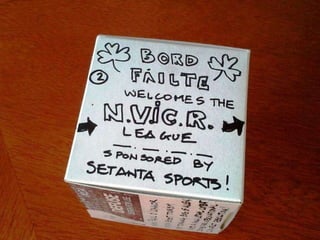 BORD
② FÁILTE
WELCOMES THE
N.VIC.R.
LEAGUE
SPONSORED BY
SETANTA SPORTS!